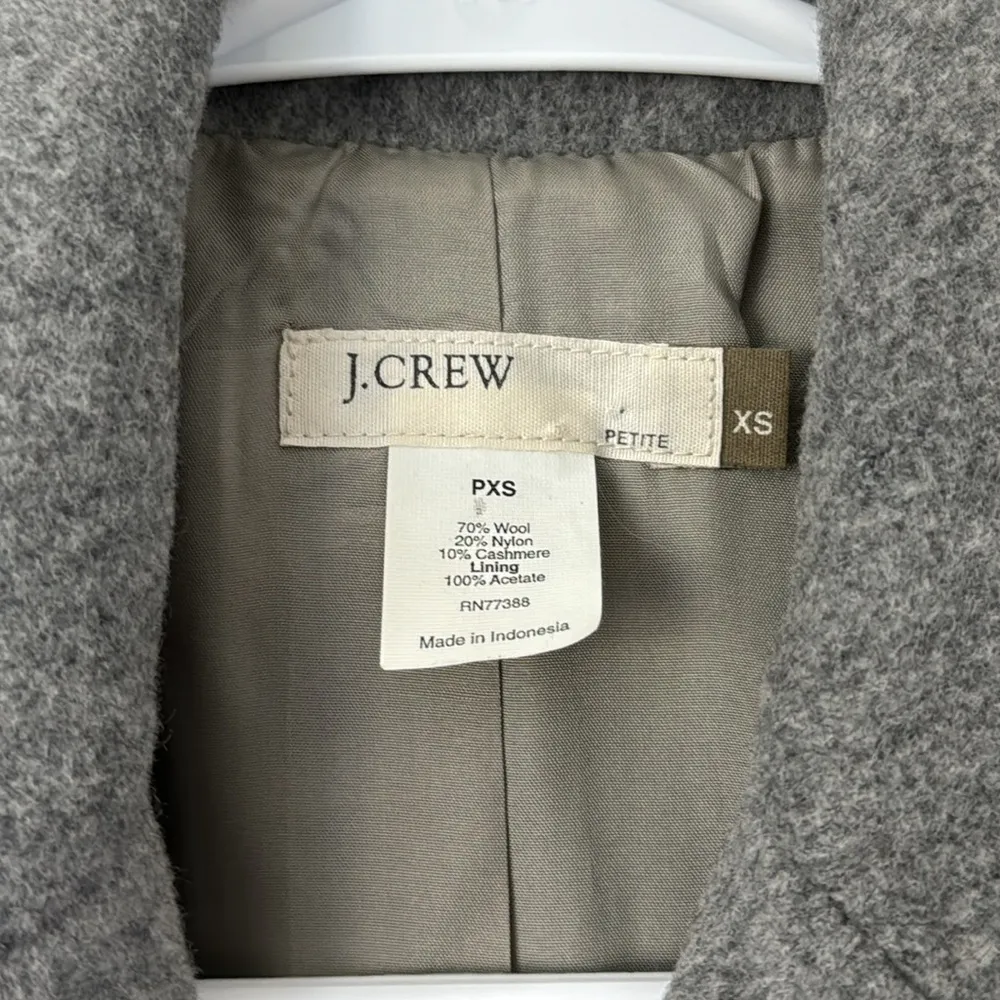 J.CREW
PETITE
XS
PXS
70% Wool
20% Nylon
10% Cashmere
Lining
100% Acetate
RN77388
Made in Indonesia